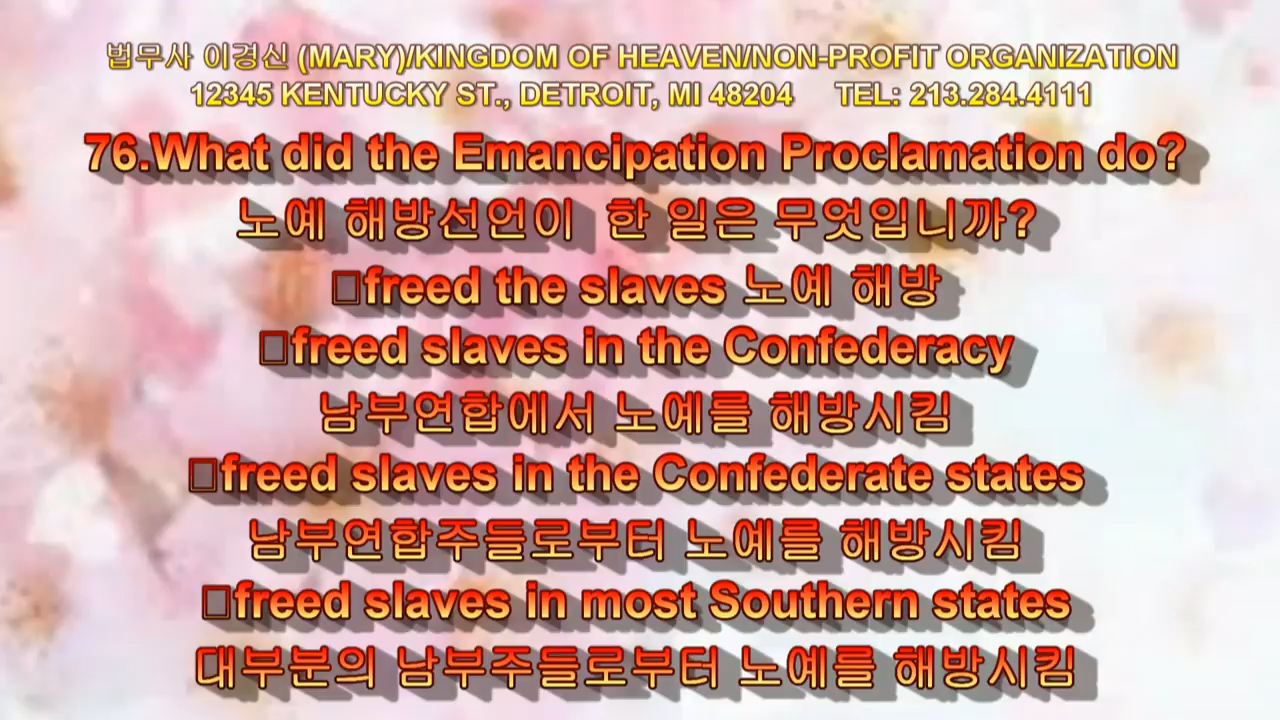 법무사 이경신 (MARY)/KINGDOM OF HEAVEN/NON-PROFIT ORGANIZATION
12345 KENTUCKY ST., DETROIT, MI 48204 TEL: 213.284.4111
76.What did the Emancipation Proclamation do?
노예 해방선언이 한 일은 무엇입니까?
□freed the slaves 노예 해방
□freed slaves in the Confederacy
남부연합에서 노예를 해방시킴
□freed slaves in the Confederate states
남부연합주들로부터 노예를 해방시킴
□freed slaves in most Southern states
대부분의 남부주들로부터 노예를 해방시킴